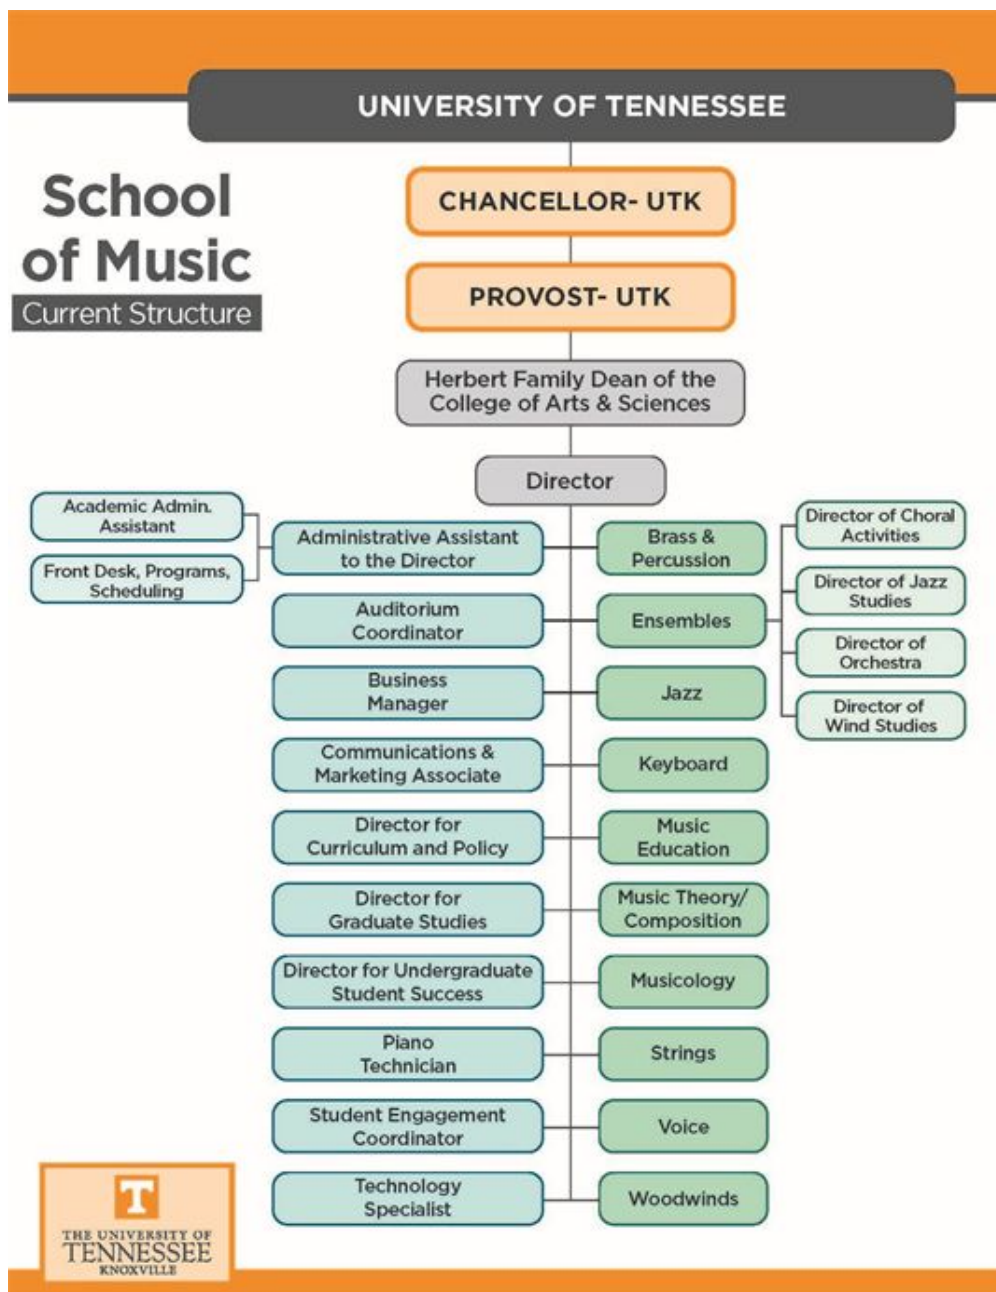 UNIVERSITY OF TENNESSEE
School
of Music
Current Structure
CHANCELLOR- UTK
PROVOST- UTK
Herbert Family Dean of the
College of Arts & Sciences
Director
Academic Admin.
Assistant
Front Desk, Programs,
Scheduling
Administrative Assistant
to the Director
Auditorium
Coordinator
Business
Manager
Communications &
Marketing Associate
Director for
Curriculum and Policy
Director for
Graduate Studies
Director for Undergraduate
Student Success
Piano
Technician
Student Engagement
Coordinator
Technology
Specialist
Brass &
Percussion
Ensembles
Jazz
Keyboard
Music
Education
Music Theory/
Composition
Musicology
Strings
Voice
Woodwinds
Director of Choral
Activities
Director of Jazz
Studies
Director of
Orchestra
Director of
Wind Studies
T
THE UNIVERSITY OF
TENNESSEE
KNOXVILLE